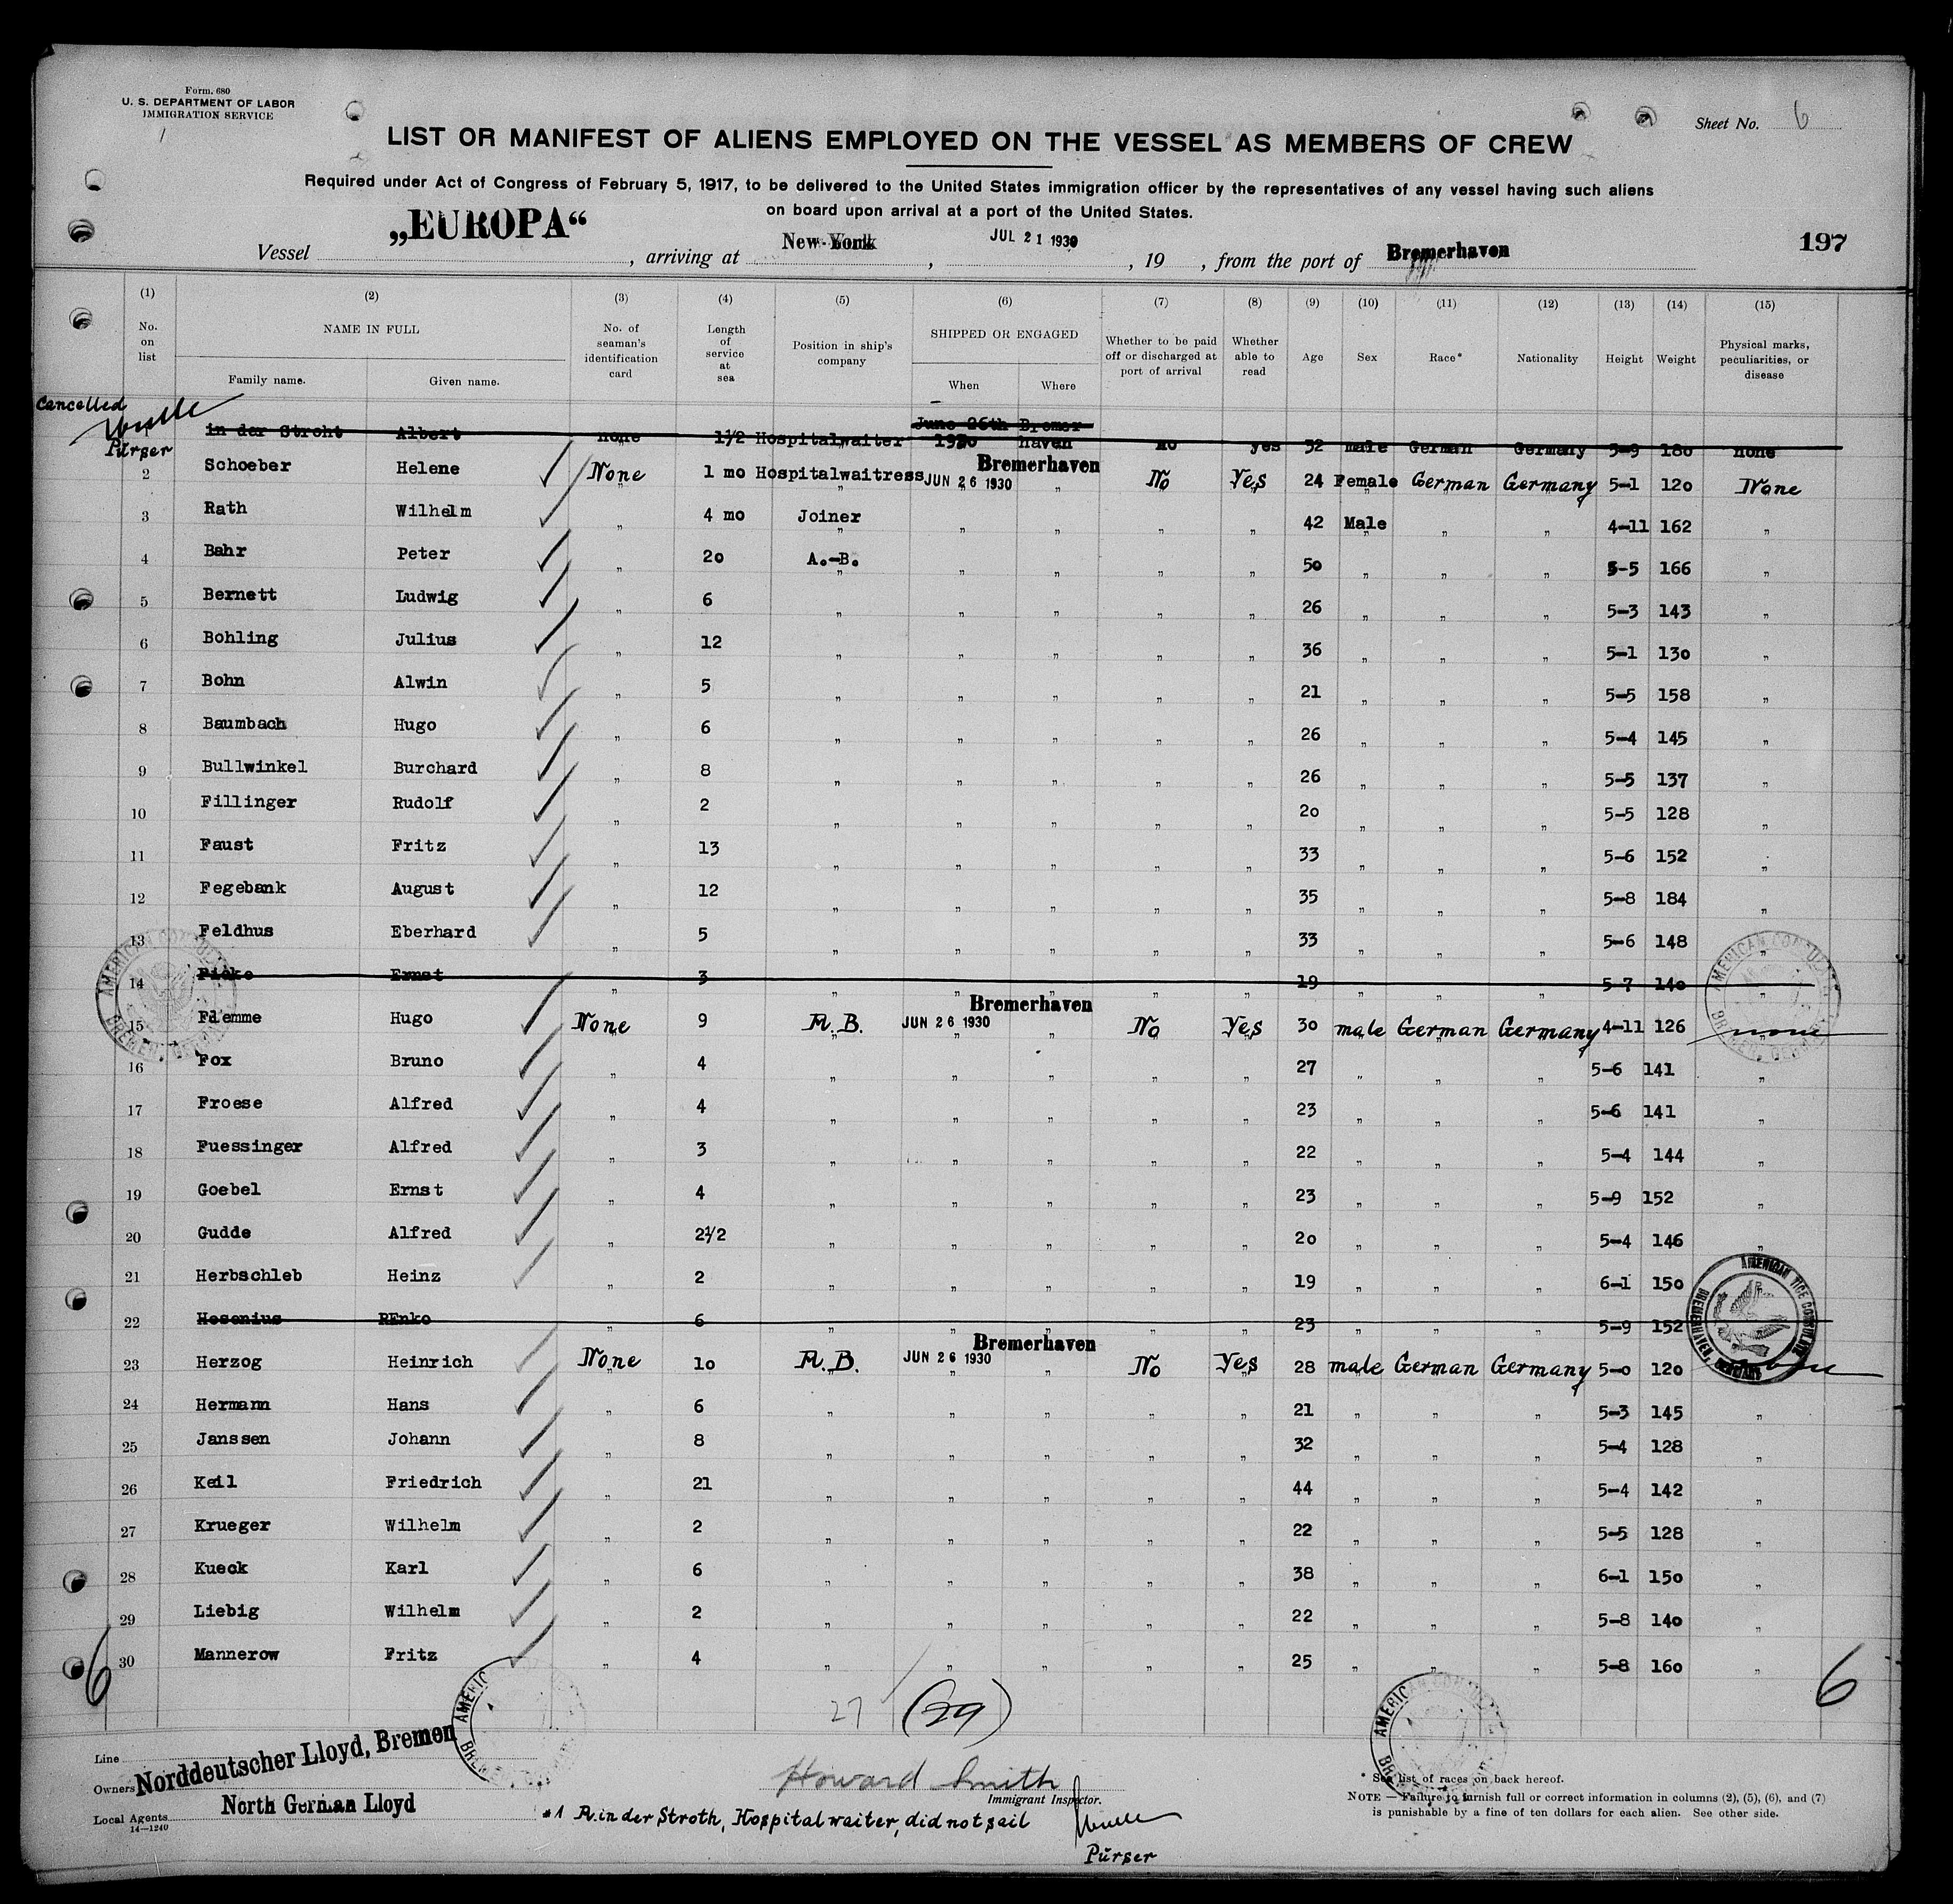 Form. 680
U. S. DEPARTMENT OF LABOR
IMMIGRATION SERVICE
Sheet No. 6
LIST OR MANIFEST OF ALIENS EMPLOYED ON THE VESSEL AS MEMBERS OF CREW
Required under Act of Congress of February 5, 1917, to be delivered to the United States immigration officer by the representatives of any vessel having such aliens
on board upon arrival at a port of the United States.
Vessel „EUROPA“, arriving at New York, JUL 21 1930, 19 , from the port of Bremerhaven
197
(1) (2) (3) (4) (5) (6) (7) (8) (9) (10) (11) (12) (13) (14) (15)
No. on list
NAME IN FULL
Family name. Given name.
No. of seaman's identification card
Length of service at sea
Position in ship's company
SHIPPED OR ENGAGED
When Where
Whether to be paid off or discharged at port of arrival
Whether able to read
Age
Sex
Race*
Nationality
Height
Weight
Physical marks, peculiarities, or disease
Cancelled
Purser
1 in der Stroht Albert none 1½ Hospitalwaiter June 26th 1930 Bremerhaven no yes 32 male German Germany 5-9 180 none
2 Schoeber Helene None 1 mo Hospitalwaitress JUN 26 1930 Bremerhaven No Yes 24 Female German Germany 5-1 120 None
3 Rath Wilhelm „ 4 mo Joiner „ „ „ „ 42 Male „ „ 4-11 162 „
4 Bahr Peter „ 20 A.-B. „ „ „ „ 50 „ „ „ 5-5 166 „
5 Bernett Ludwig „ 6 „ „ „ „ „ 26 „ „ „ 5-3 143 „
6 Bohling Julius „ 12 „ „ „ „ „ 36 „ „ „ 5-1 130 „
7 Bohn Alwin „ 5 „ „ „ „ „ 21 „ „ „ 5-5 158 „
8 Baumbach Hugo „ 6 „ „ „ „ „ 26 „ „ „ 5-4 145 „
9 Bullwinkel Burchard „ 8 „ „ „ „ „ 26 „ „ „ 5-5 137 „
10 Fillinger Rudolf „ 2 „ „ „ „ „ 20 „ „ „ 5-5 128 „
11 Faust Fritz „ 13 „ „ „ „ „ 33 „ „ „ 5-6 152 „
12 Fegebank August „ 12 „ „ „ „ „ 35 „ „ „ 5-8 184 „
13 Feldhus Eberhard „ 5 „ „ „ „ „ 33 „ „ „ 5-6 148 „
14 Ficke Ernst „ 3 „ „ „ „ „ 19 „ „ „ 5-7 140 „
15 Flemme Hugo None 9 A.B. JUN 26 1930 Bremerhaven No Yes 30 male German Germany 4-11 126 none
16 Fox Bruno „ 4 „ „ „ „ „ 27 „ „ „ 5-6 141 „
17 Froese Alfred „ 4 „ „ „ „ „ 23 „ „ „ 5-6 141 „
18 Fuessinger Alfred „ 3 „ „ „ „ „ 22 „ „ „ 5-4 144 „
19 Goebel Ernst „ 4 „ „ „ „ „ 23 „ „ „ 5-9 152 „
20 Gudde Alfred „ 2½ „ „ „ „ „ 20 „ „ „ 5-4 146 „
21 Herbschleb Heinz „ 2 „ „ „ „ „ 19 „ „ „ 6-1 150
22 Hesenius REnko „ 6 „ „ „ „ „ 23 „ „ „ 5-9 152
23 Herzog Heinrich None 10 A.B. JUN 26 1930 Bremerhaven No Yes 28 male German Germany 5-0 120 none
24 Hermann Hans „ 6 „ „ „ „ „ 21 „ „ „ 5-3 145 „
25 Janssen Johann „ 8 „ „ „ „ „ 32 „ „ „ 5-4 128 „
26 Keil Friedrich „ 21 „ „ „ „ „ 44 „ „ „ 5-4 142 „
27 Krueger Wilhelm „ 2 „ „ „ „ „ 22 „ „ „ 5-5 128 „
28 Kueck Karl „ 6 „ „ „ „ „ 38 „ „ „ 6-1 150 „
29 Liebig Wilhelm „ 2 „ „ „ „ „ 22 „ „ „ 5-8 140 „
30 Mannerow Fritz „ 4 „ „ „ „ „ 25 „ „ „ 5-8 160 „
6 27 (29) 6
Line
Owners Norddeutscher Lloyd, Bremen
Local Agents North German Lloyd
14—1240
Howard Smith
Immigrant Inspector.
*1 A. in der Stroth, Hospitalwaiter, did not sail
Purser
* See list of races on back hereof.
NOTE — Failure to furnish full or correct information in columns (2), (5), (6), and (7)
is punishable by a fine of ten dollars for each alien. See other side.